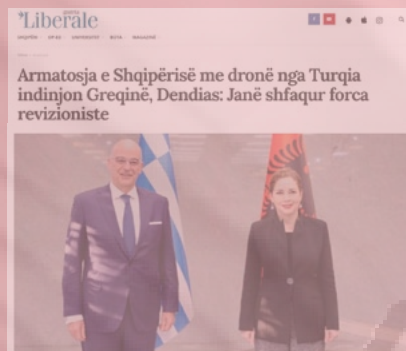 Liberale
Armatosja e Shqipërisë me dronë nga Turqia
indinjon Greqinë, Dendias: Janë shfaqur forca
revizioniste